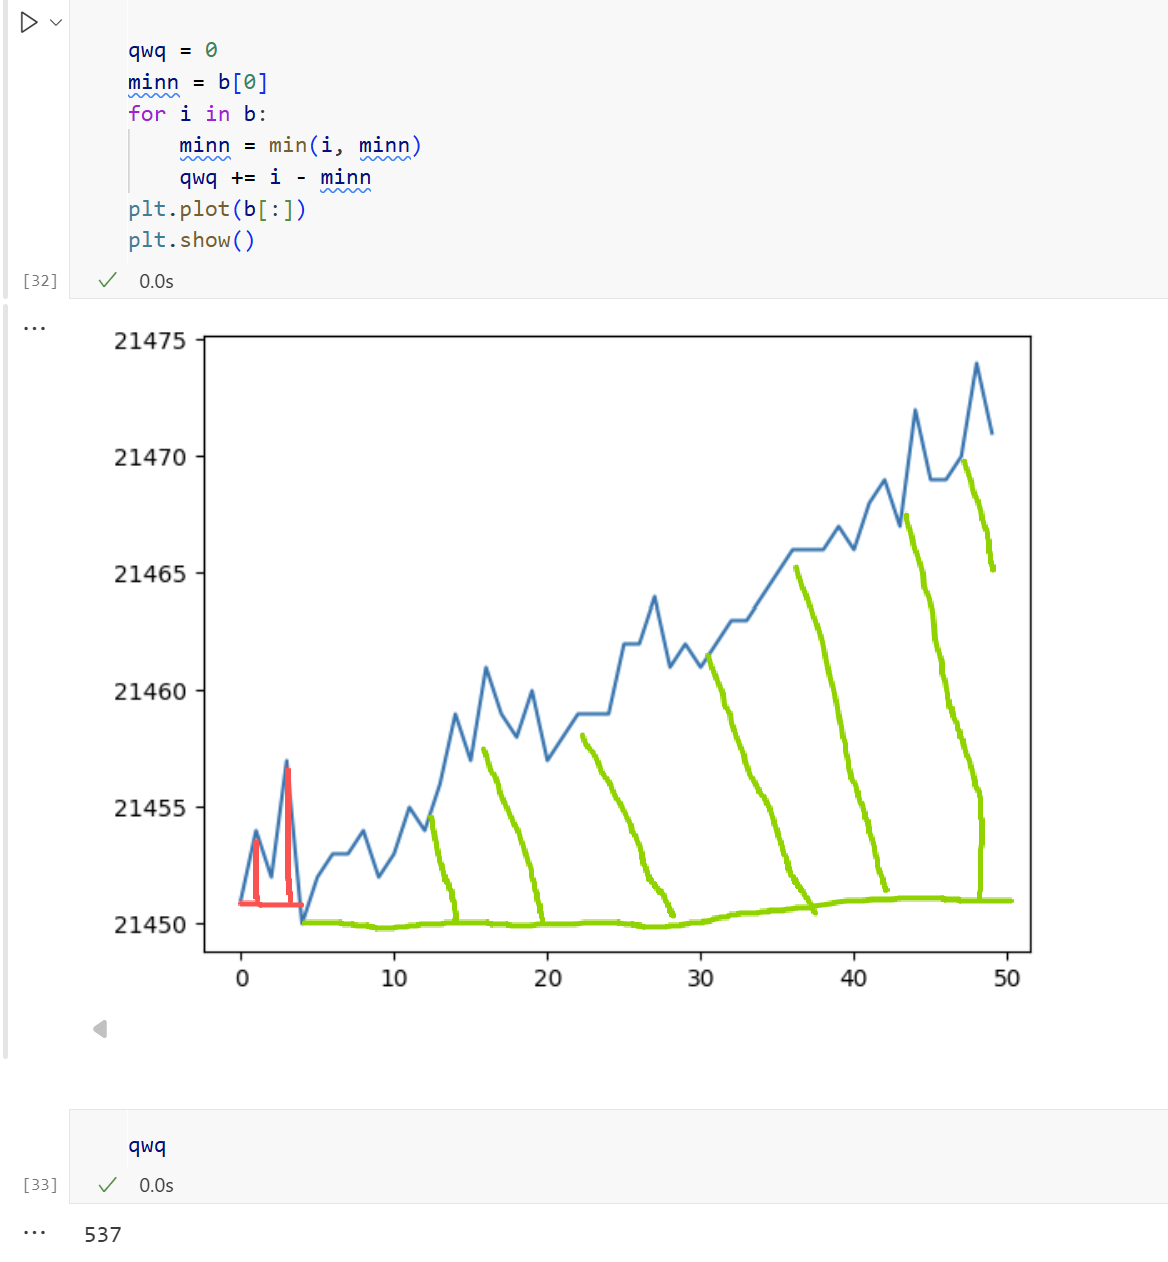 qwq = 0
minn = b[0]
for i in b:
    minn = min(i, minn)
    qwq += i - minn
plt.plot(b[:])
plt.show()
[32]
0.0s
...
21475
21470
21465
21460
21455
21450
0 10 20 30 40 50
qwq
[33]
0.0s
...
537